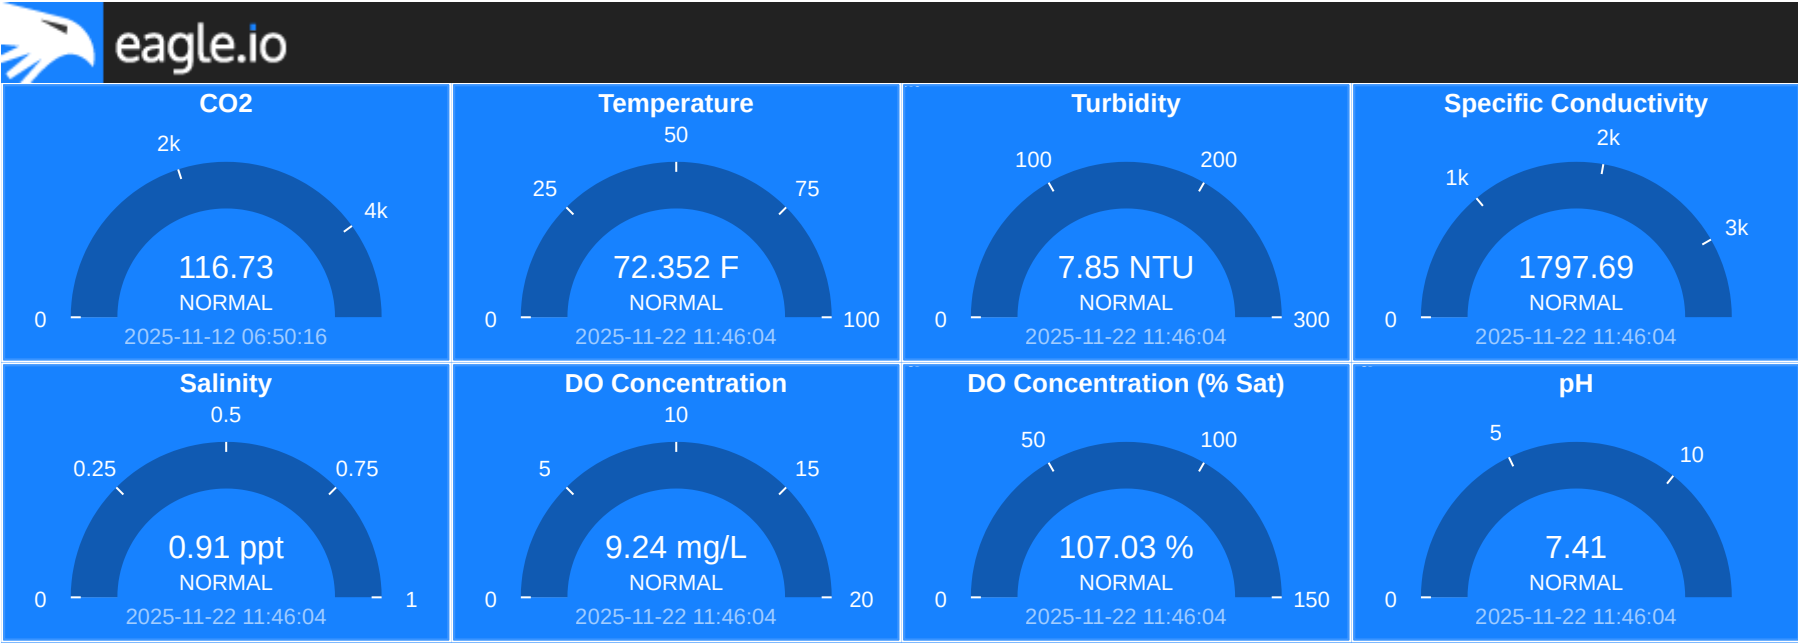 eagle.io
CO2
2k
4k
116.73
NORMAL
0
2025-11-12 06:50:16
Temperature
50
25
75
72.352 F
NORMAL
0
100
2025-11-22 11:46:04
Turbidity
100
200
7.85 NTU
NORMAL
0
300
2025-11-22 11:46:04
Specific Conductivity
2k
1k
3k
1797.69
NORMAL
0
2025-11-22 11:46:04
Salinity
0.5
0.25
0.75
0.91 ppt
NORMAL
0
1
2025-11-22 11:46:04
DO Concentration
10
5
15
9.24 mg/L
NORMAL
0
20
2025-11-22 11:46:04
DO Concentration (% Sat)
50
100
107.03 %
NORMAL
0
150
2025-11-22 11:46:04
pH
5
10
7.41
NORMAL
0
2025-11-22 11:46:04